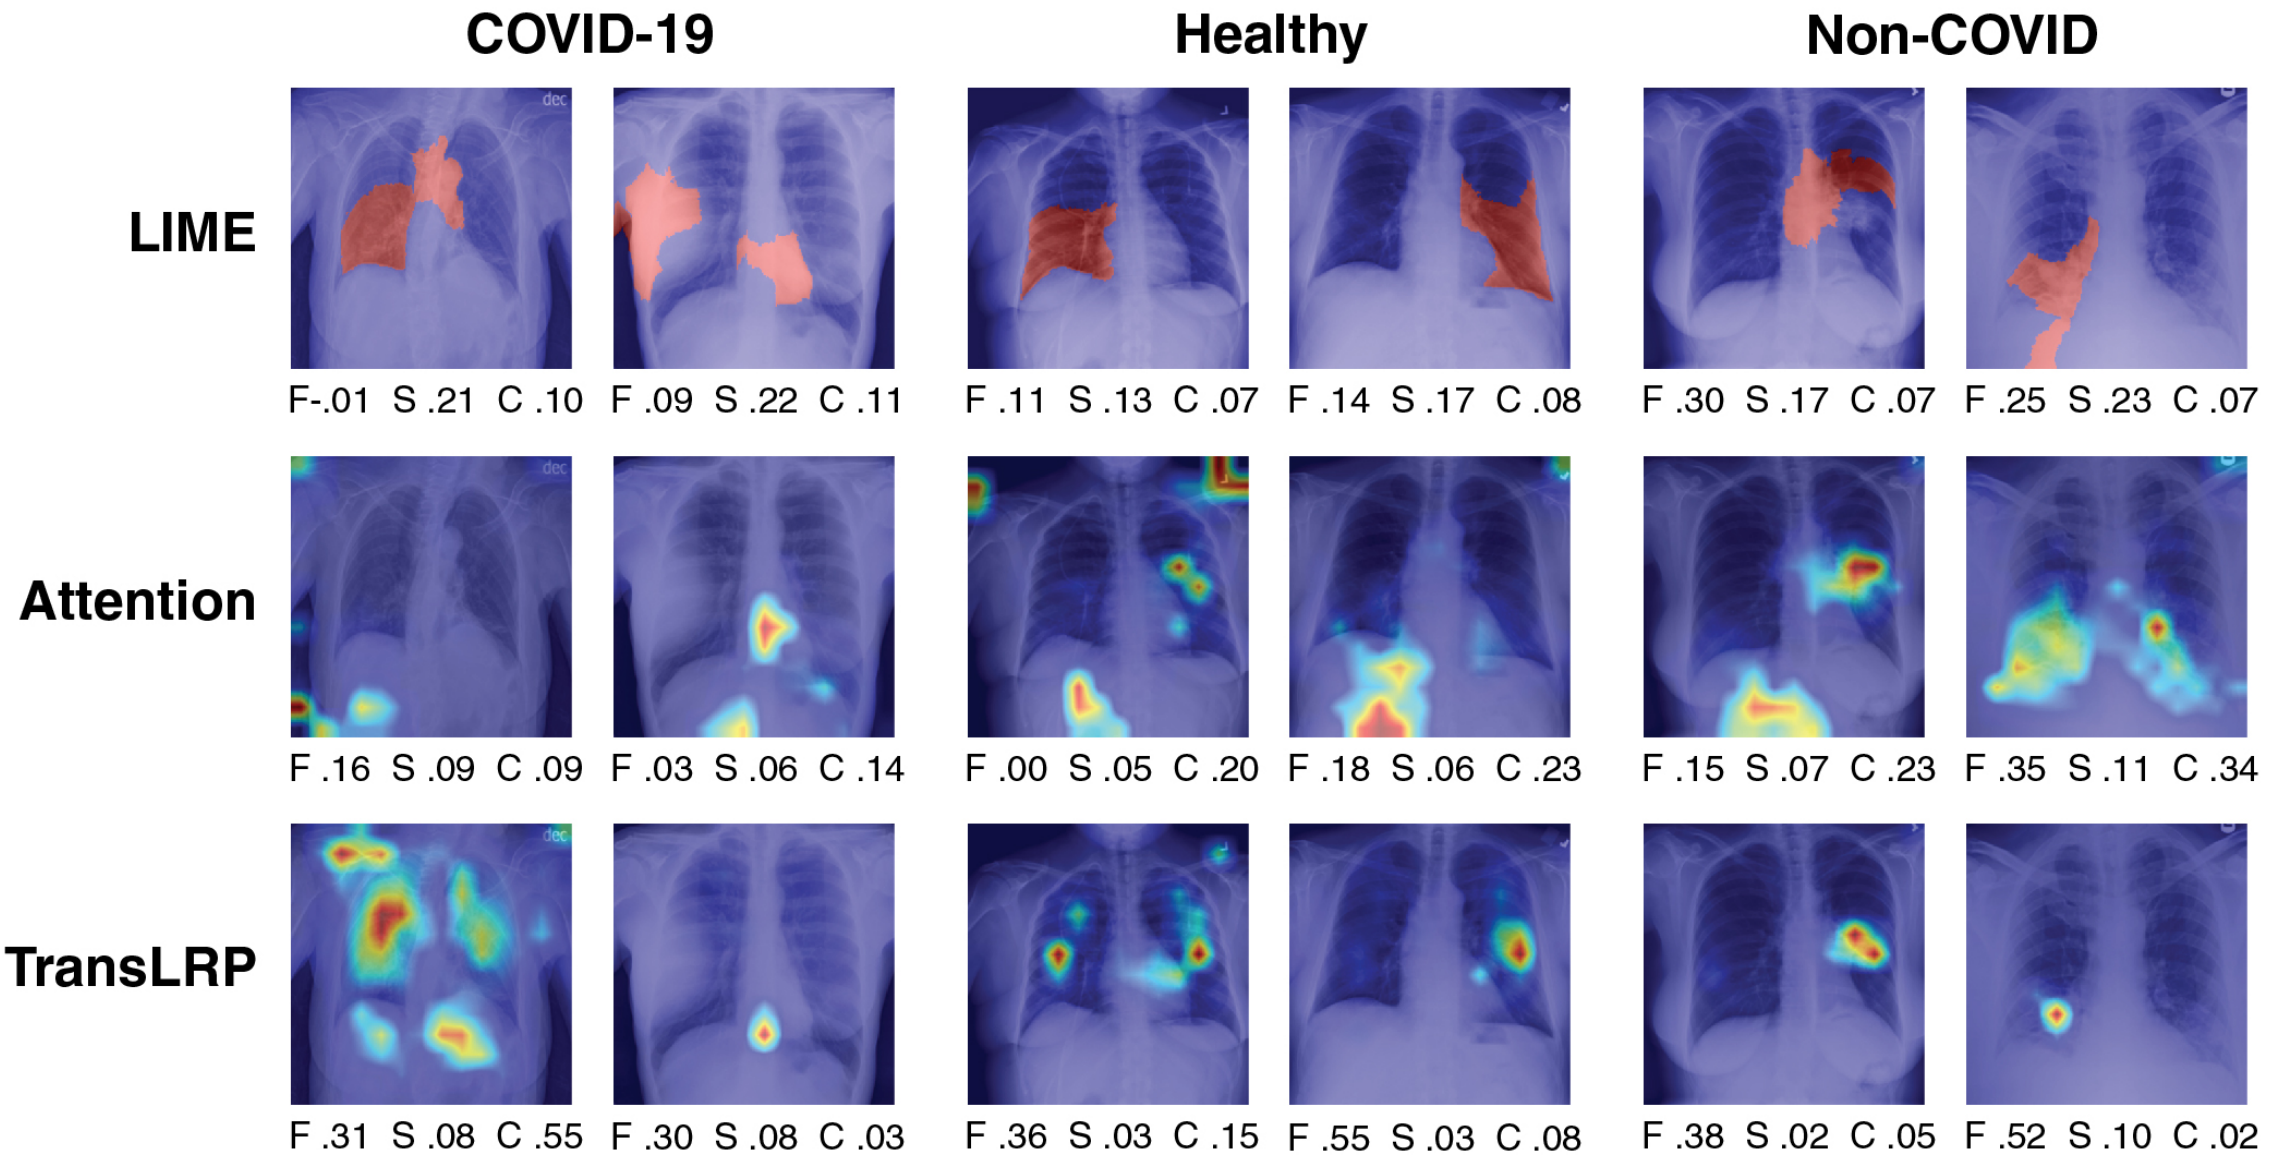 COVID-19 Healthy Non-COVID
LIME
dec
F-.01 S .21 C .10 F .09 S .22 C .11 F .11 S .13 C .07 F .14 S .17 C .08 F .30 S .17 C .07 F .25 S .23 C .07
Attention
dec
F .16 S .09 C .09 F .03 S .06 C .14 F .00 S .05 C .20 F .18 S .06 C .23 F .15 S .07 C .23 F .35 S .11 C .34
TransLRP
dec
F .31 S .08 C .55 F .30 S .08 C .03 F .36 S .03 C .15 F .55 S .03 C .08 F .38 S .02 C .05 F .52 S .10 C .02